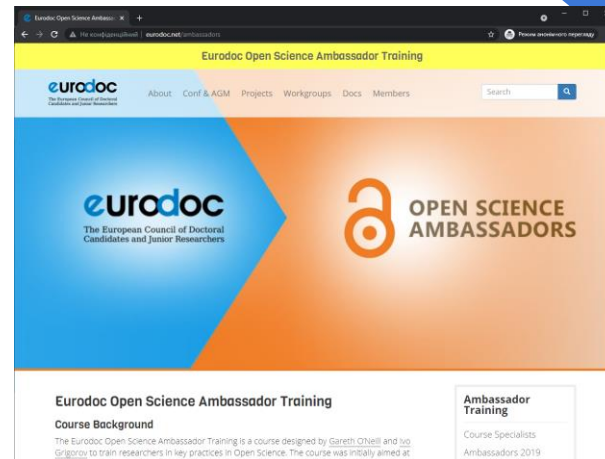 Eurodoc Open Science Ambassa
Не конфіденційний | eurodoc.net/ambassadors
Режим анонімного перегляду
Eurodoc Open Science Ambassador Training
eurodoc
The European Council of Doctoral
Candidates and Junior Researchers
About Conf & AGM Projects Workgroups Docs Members
Search
eurodoc
The European Council of Doctoral
Candidates and Junior Researchers
OPEN SCIENCE
AMBASSADORS
Eurodoc Open Science Ambassador Training
Course Background
The Eurodoc Open Science Ambassador Training is a course designed by Gareth O'Neill and Ivo
Grigorov to train researchers in key practices in Open Science. The course was initially aimed at
Ambassador
Training
Course Specialists
Ambassadors 2019